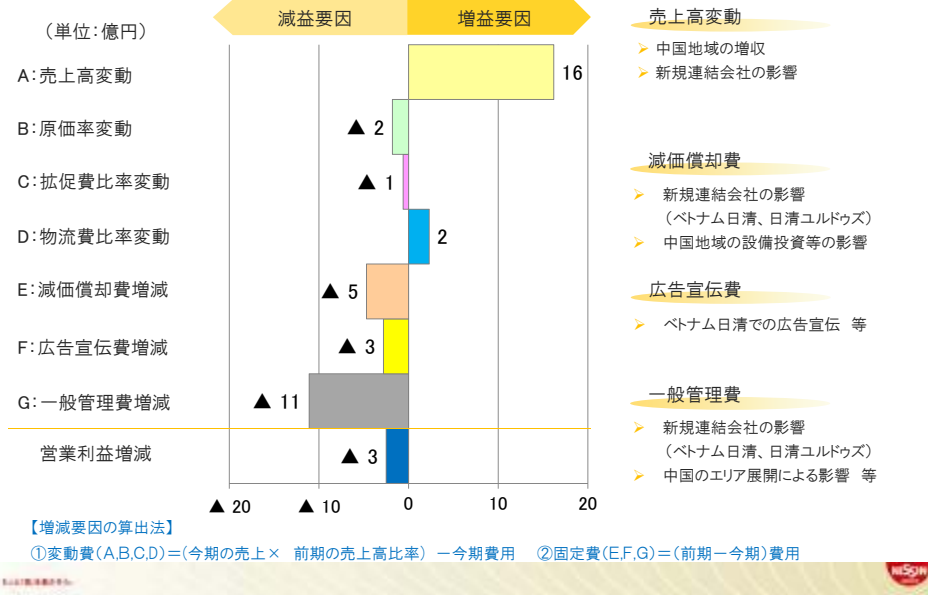 （単位：億円）
減益要因
増益要因
A：売上高変動
16
B：原価率変動
▲ 2
C：拡促費比率変動
▲ 1
D：物流費比率変動
2
E：減価償却費増減
▲ 5
F：広告宣伝費増減
▲ 3
G：一般管理費増減
▲ 11
営業利益増減
▲ 3
▲ 20
▲ 10
0
10
20
売上高変動
➢ 中国地域の増収
➢ 新規連結会社の影響
減価償却費
➢ 新規連結会社の影響
（ベトナム日清、日清ユルドゥズ）
➢ 中国地域の設備投資等の影響
広告宣伝費
➢ ベトナム日清での広告宣伝　等
一般管理費
➢ 新規連結会社の影響
（ベトナム日清、日清ユルドゥズ）
➢ 中国のエリア展開による影響　等
【増減要因の算出法】
①変動費（A,B,C,D）＝（今期の売上×　前期の売上高比率）　－今期費用　②固定費（E,F,G）＝（前期－今期）費用
NISSIN